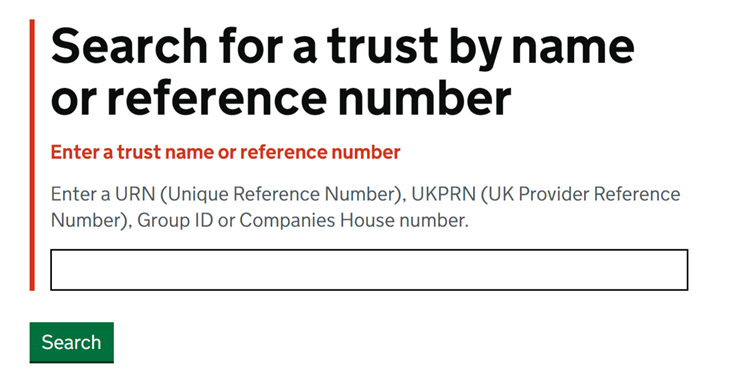 Search for a trust by name
or reference number
Enter a trust name or reference number
Enter a URN (Unique Reference Number), UKPRN (UK Provider Reference
Number), Group ID or Companies House number.
Search